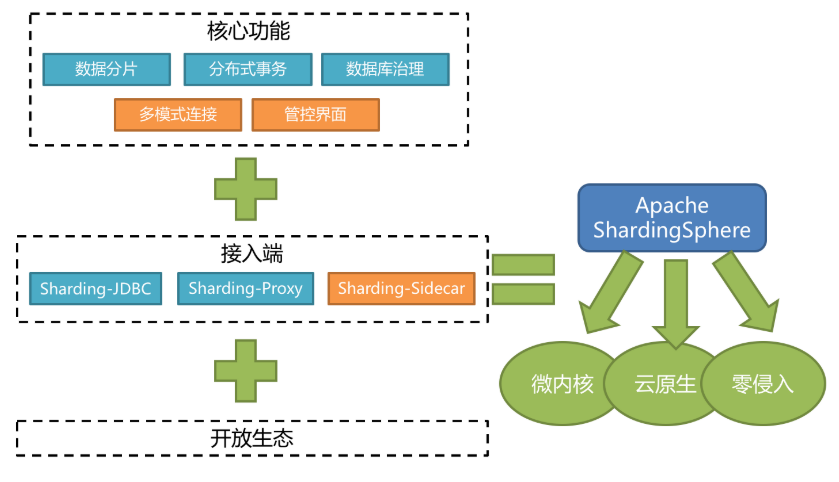 核心功能
数据分片
分布式事务
数据库治理
多模式连接
管控界面
接入端
Sharding-JDBC
Sharding-Proxy
Sharding-Sidecar
开放生态
Apache
ShardingSphere
微内核
云原生
零侵入